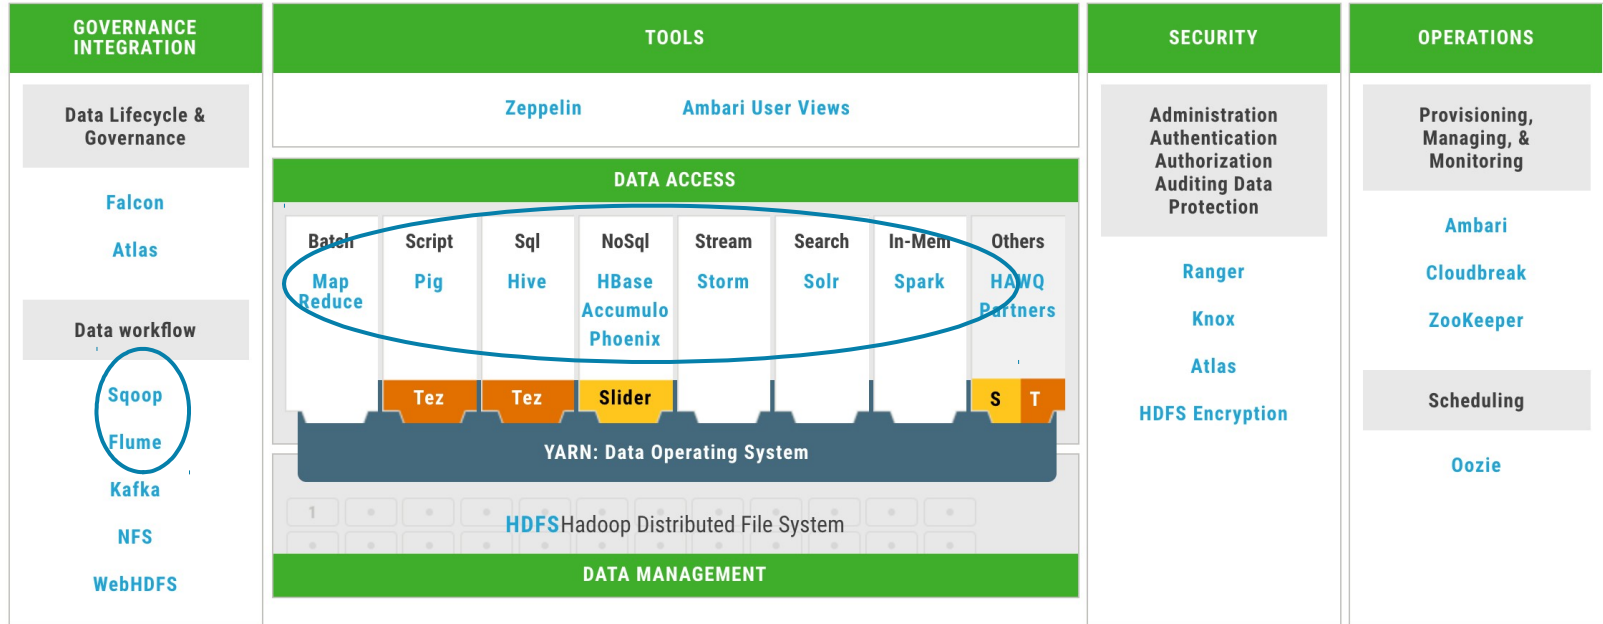 GOVERNANCE
INTEGRATION
Data Lifecycle &
Governance
Falcon
Atlas
Data workflow
Sqoop
Flume
Kafka
NFS
WebHDFS
TOOLS
Zeppelin
Ambari User Views
DATA ACCESS
Batch
Map
Reduce
Script
Pig
Tez
Sql
Hive
Tez
NoSql
HBase
Accumulo
Phoenix
Slider
Stream
Storm
Search
Solr
In-Mem
Spark
Others
HAWQ
Partners
S
T
YARN: Data Operating System
1
HDFSHadoop Distributed File System
DATA MANAGEMENT
SECURITY
Administration
Authentication
Authorization
Auditing Data
Protection
Ranger
Knox
Atlas
HDFS Encryption
OPERATIONS
Provisioning,
Managing, &
Monitoring
Ambari
Cloudbreak
ZooKeeper
Scheduling
Oozie